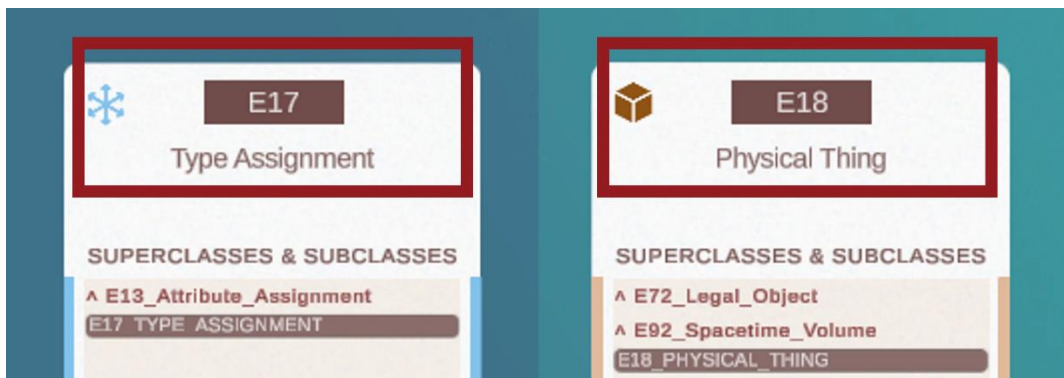 E17
Type Assignment
SUPERCLASSES & SUBCLASSES
^ E13_Attribute_Assignment
E17_TYPE_ASSIGNMENT
E18
Physical Thing
SUPERCLASSES & SUBCLASSES
^ E72_Legal_Object
^ E92_Spacetime_Volume
E18_PHYSICAL_THING